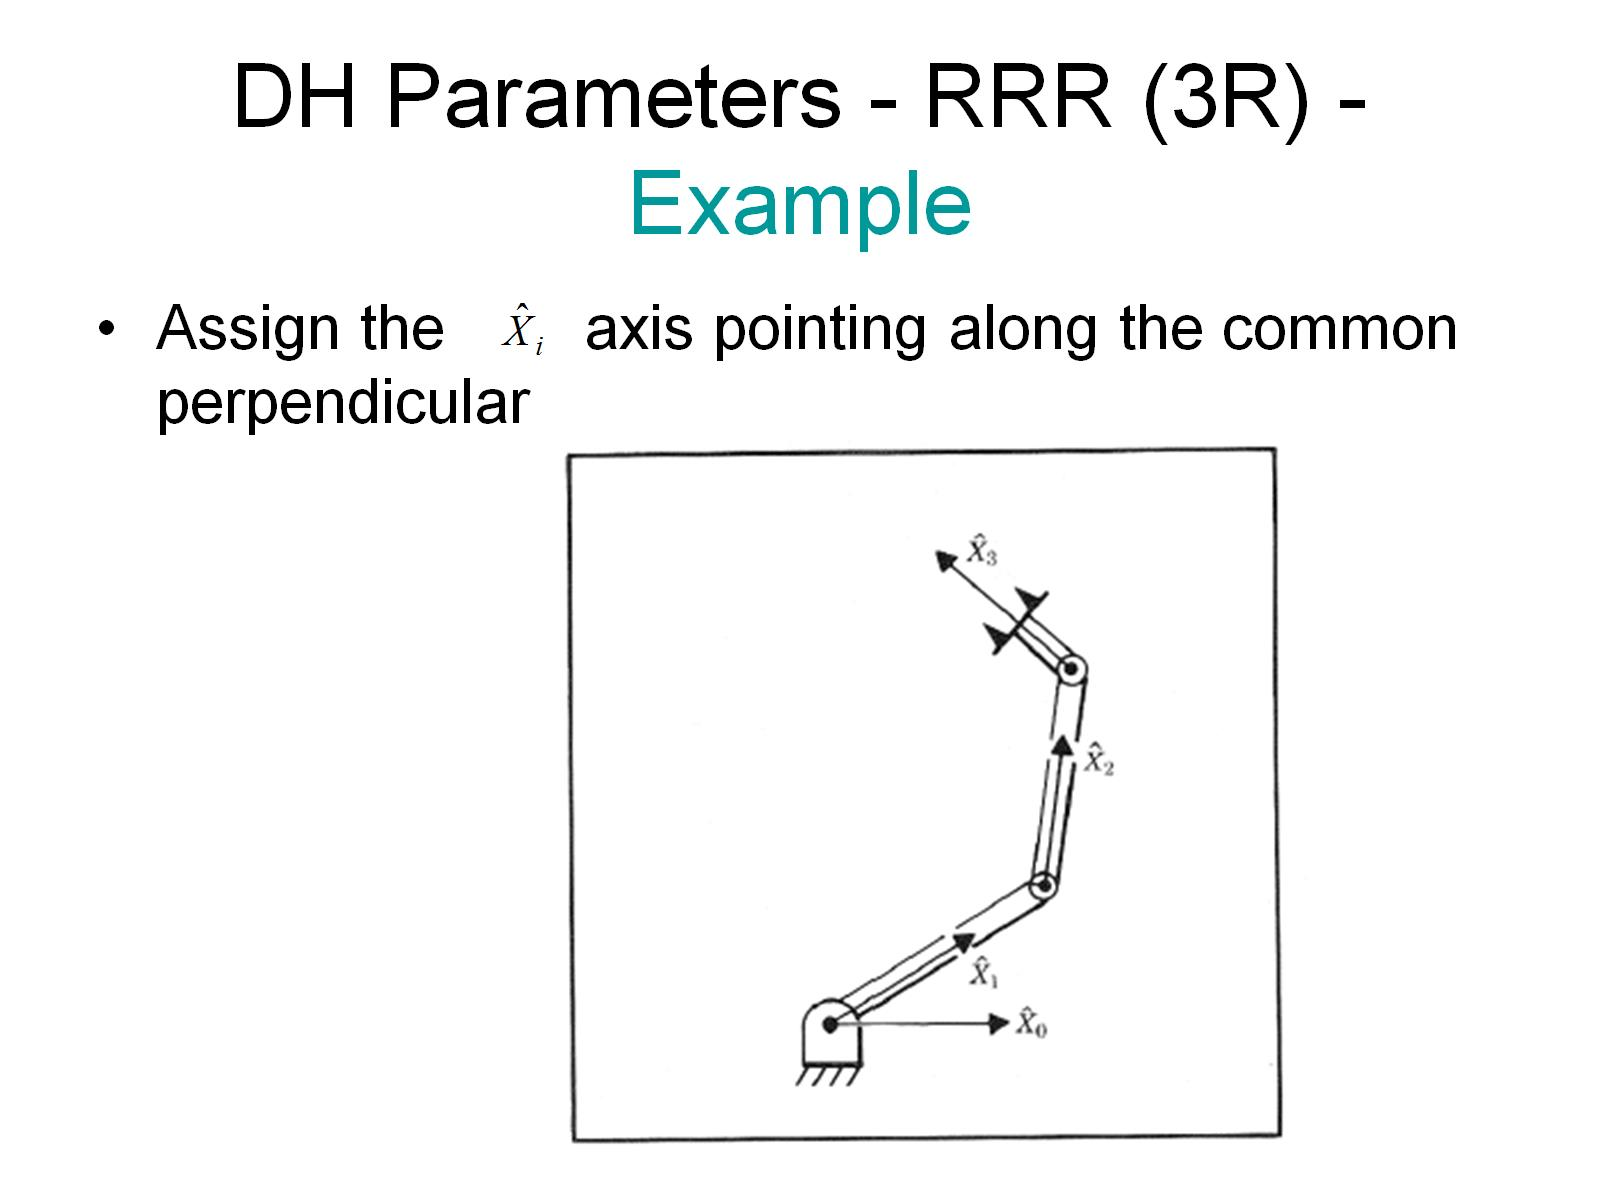 DH Parameters - RRR (3R) -
Example
• Assign the X̂ᵢ axis pointing along the common
perpendicular
X̂₃
X̂₂
X̂₁
X̂₀